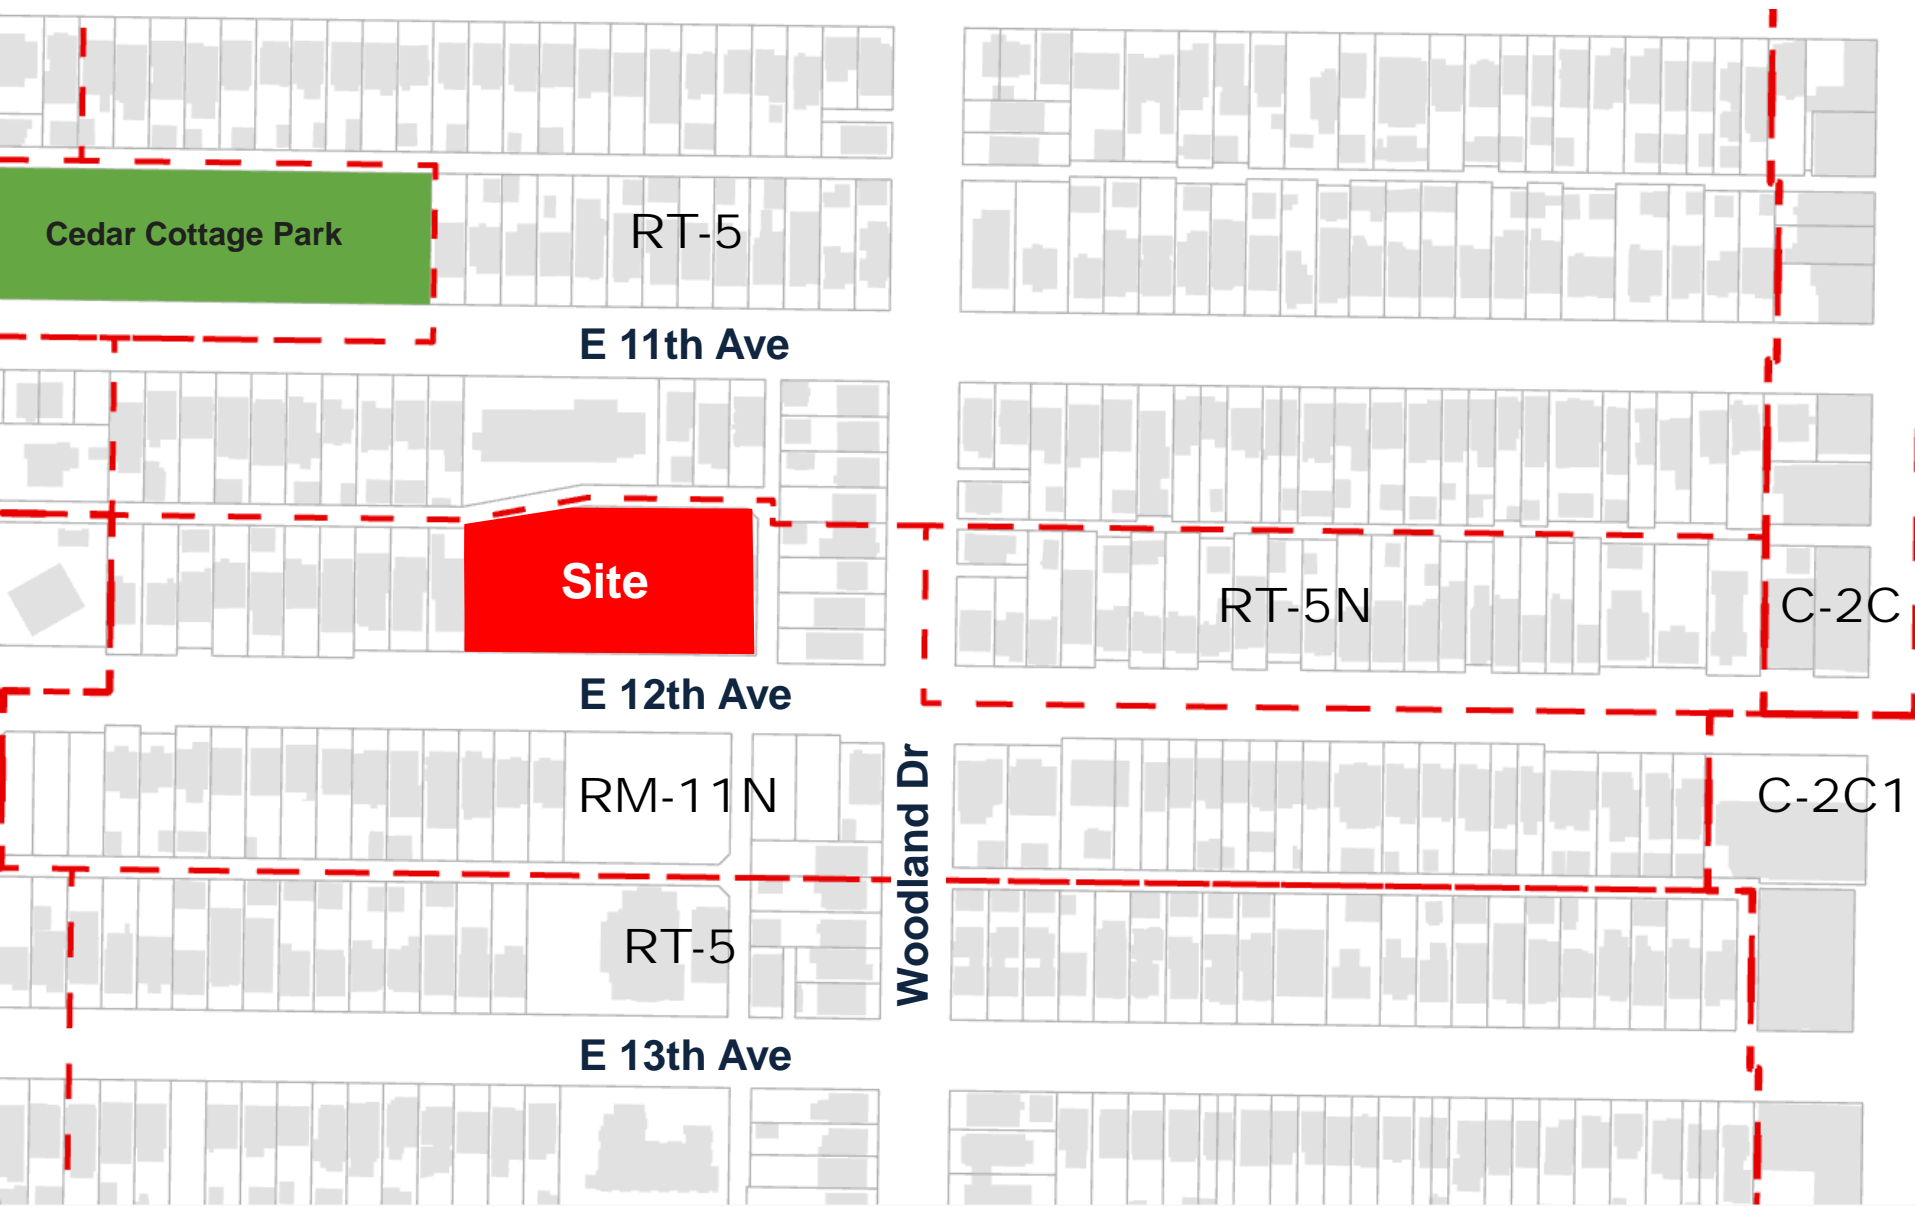 Cedar Cottage Park
RT-5
E 11th Ave
Site
RT-5N
C-2C
E 12th Ave
RM-11N
Woodland Dr
C-2C1
RT-5
E 13th Ave